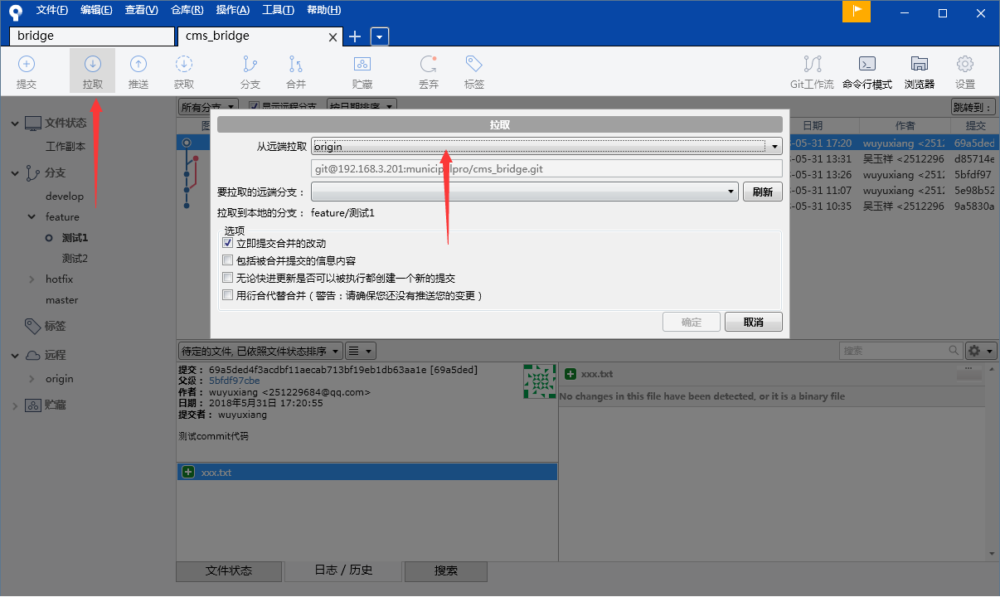 文件(F) 编辑(E) 查看(V) 仓库(R) 操作(A) 工具(T) 帮助(H)
bridge
cms_bridge
提交 拉取 推送 获取 分支 合并 贮藏 丢弃 标签 Git工作流 命令行模式 浏览器 设置
所有分支 显示远程分支 按日期排序 跳转到：
图 日期 作者 提交
-05-31 17:20 wuyuxiang <2512 69a5ded
-05-31 13:31 吴玉祥 <2512296 d85714e
-05-31 13:26 吴玉祥 <2512296 5bfdf97
-05-31 11:07 wuyuxiang <2512 5e98b52
-05-31 10:35 吴玉祥 <2512296 9a5830a
文件状态
工作副本
分支
develop
feature
测试1
测试2
hotfix
master
标签
远程
origin
贮藏
拉取
从远端拉取 origin
git@192.168.3.201:municip lpro/cms_bridge.git
要拉取的远端分支： 刷新
拉取到本地的分支： feature/测试1
选项
立即提交合并的改动
包括被合并提交的信息内容
无论快进更新是否可以被执行都创建一个新的提交
用衍合代替合并（警告：请确保您还没有推送您的变更）
确定 取消
待定的文件, 已依照文件状态排序 搜索
提交： 69a5ded4f3acdbf11aecab713bf19eb1db63aa1e [69a5ded]
父级： 5bfdf97cbe
作者： wuyuxiang <251229684@qq.com>
日期： 2018年5月31日 17:20:55
提交者： wuyuxiang
测试commit代码
xxx.txt
xxx.txt
No changes in this file have been detected, or it is a binary file
文件状态 日志 / 历史 搜索